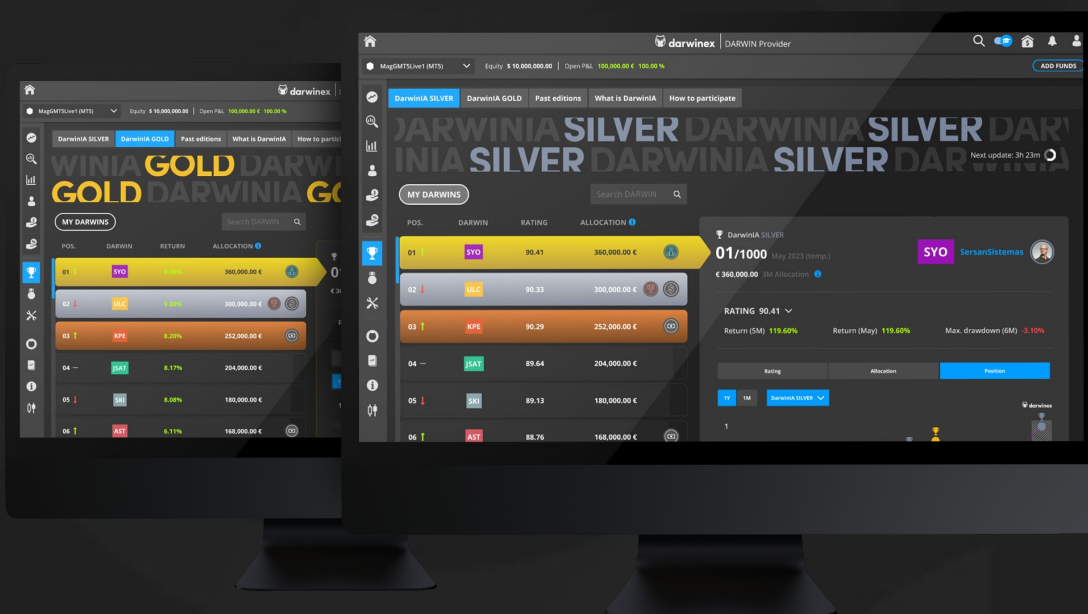 darwinex
MagGMTSLive1 (MT5)
Equity $ 10,000,000.00
Open P&L 100,000.00 € 100.00 %
DarwinIA SILVER
DarwinIA GOLD
Past editions
What is DarwinIA
How to partici
WINIA GOLD DARW
GOLD DARWINIA GO
MY DARWINS
Search DARWIN
POS. DARWIN RETURN ALLOCATION
01 SYO 360,000.00 €
02 ULC 9.09% 300,000.00 €
03 KPE 8.20% 252,000.00 €
04 JSAT 8.17% 204,000.00 €
05 SKI 8.08% 180,000.00 €
06 AST 6.11% 168,000.00 €
darwinex DARWIN Provider
MagGMTSLive1 (MT5)
Equity $ 10,000,000.00
Open P&L 100,000.00 € 100.00 %
ADD FUNDS
DarwinIA SILVER
DarwinIA GOLD
Past editions
What is DarwinIA
How to participate
DARWINIA SILVER DARWINIA SILVER DAR
INIA SILVER DARWINIA SILVER DARWINIA
Next update: 3h 23m
MY DARWINS
Search DARWIN
POS. DARWIN RATING ALLOCATION
01 SYO 90.41 360,000.00 €
02 ULC 90.33 300,000.00 €
03 KPE 90.29 252,000.00 €
04 JSAT 89.64 204,000.00 €
05 SKI 89.13 180,000.00 €
06 AST 88.76 168,000.00 €
DarwinIA SILVER
01/1000 May 2023 (temp.)
€ 360,000.00 3M Allocation
SYO SersanSistemas
RATING 90.41
Return (5M) 119.60%
Return (May) 119.60%
Max. drawdown (6M) -3.10%
Rating
Allocation
Position
1Y 1M DarwinIA SILVER
darwinex
1